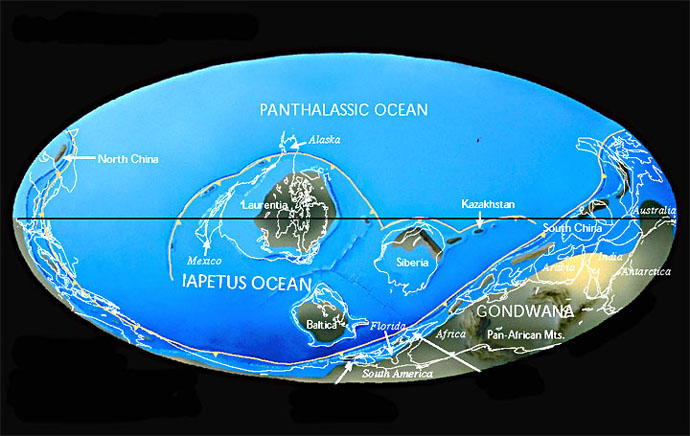 PANTHALASSIC OCEAN
Alaska
North China
Laurentia
Kazakhstan
Australia
South China
Mexico
Siberia
India
Arabia
Antarctica
IAPETUS OCEAN
GONDWANA
Baltica
Florida
Africa
Pan-African Mts.
South America